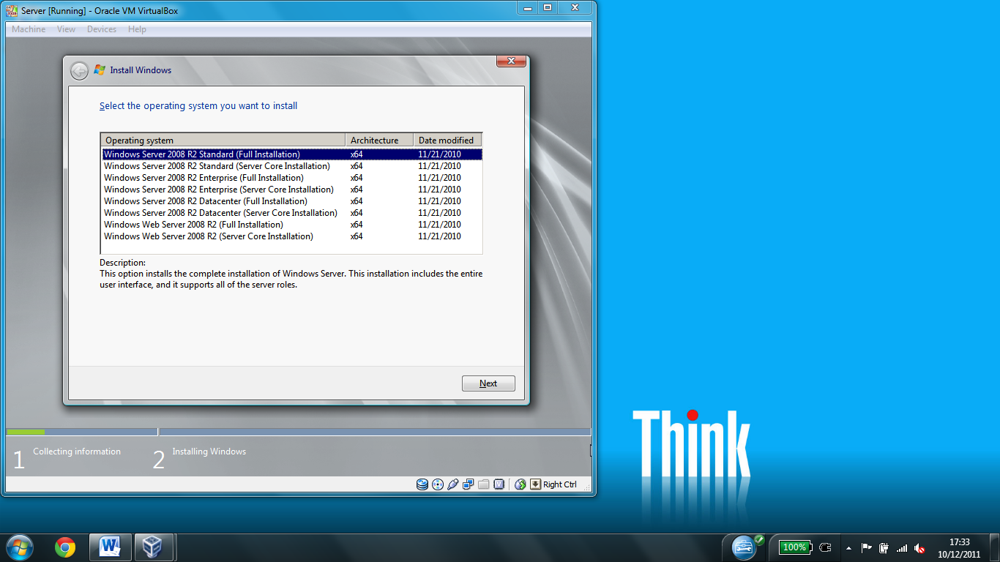 Server [Running] - Oracle VM VirtualBox
Machine View Devices Help
Install Windows
Select the operating system you want to install
Operating system Architecture Date modified
Windows Server 2008 R2 Standard (Full Installation) x64 11/21/2010
Windows Server 2008 R2 Standard (Server Core Installation) x64 11/21/2010
Windows Server 2008 R2 Enterprise (Full Installation) x64 11/21/2010
Windows Server 2008 R2 Enterprise (Server Core Installation) x64 11/21/2010
Windows Server 2008 R2 Datacenter (Full Installation) x64 11/21/2010
Windows Server 2008 R2 Datacenter (Server Core Installation) x64 11/21/2010
Windows Web Server 2008 R2 (Full Installation) x64 11/21/2010
Windows Web Server 2008 R2 (Server Core Installation) x64 11/21/2010
Description:
This option installs the complete installation of Windows Server. This installation includes the entire
user interface, and it supports all of the server roles.
Next
1 Collecting information 2 Installing Windows
Right Ctrl
Think
100%
17:33
10/12/2011